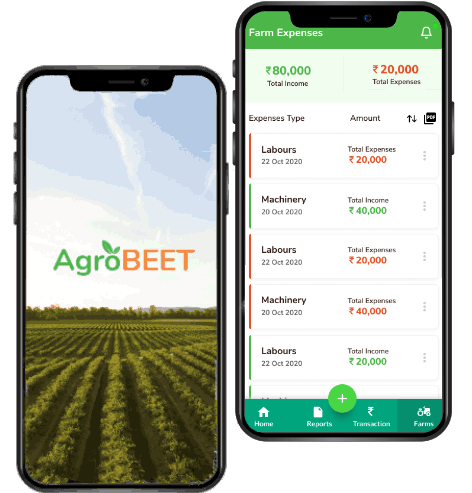 AgroBEET
Farm Expenses
₹80,000
Total Income
₹20,000
Total Expenses
Expenses Type Amount PDF
Labours
22 Oct 2020
Total Expenses
₹ 20,000
Machinery
20 Oct 2020
Total Income
₹ 40,000
Labours
22 Oct 2020
Total Expenses
₹ 20,000
Machinery
20 Oct 2020
Total Expenses
₹ 40,000
Labours
22 Oct 2020
Total Income
₹ 20,000
+
Home Reports Transaction Farms